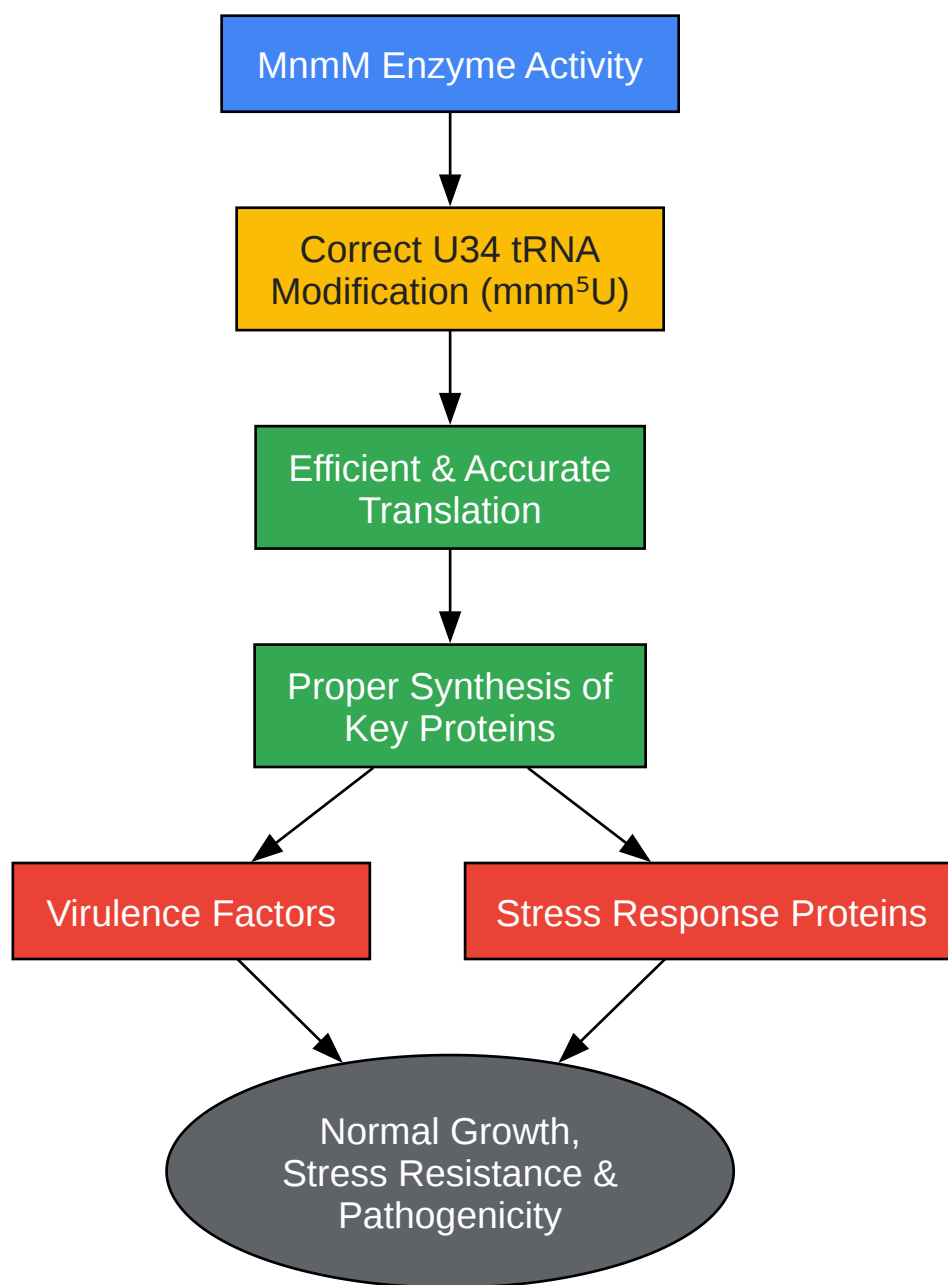 MnmM Enzyme Activity
Correct U34 tRNA
Modification (mnm⁵U)
Efficient & Accurate
Translation
Proper Synthesis of
Key Proteins
Virulence Factors
Stress Response Proteins
Normal Growth,
Stress Resistance &
Pathogenicity